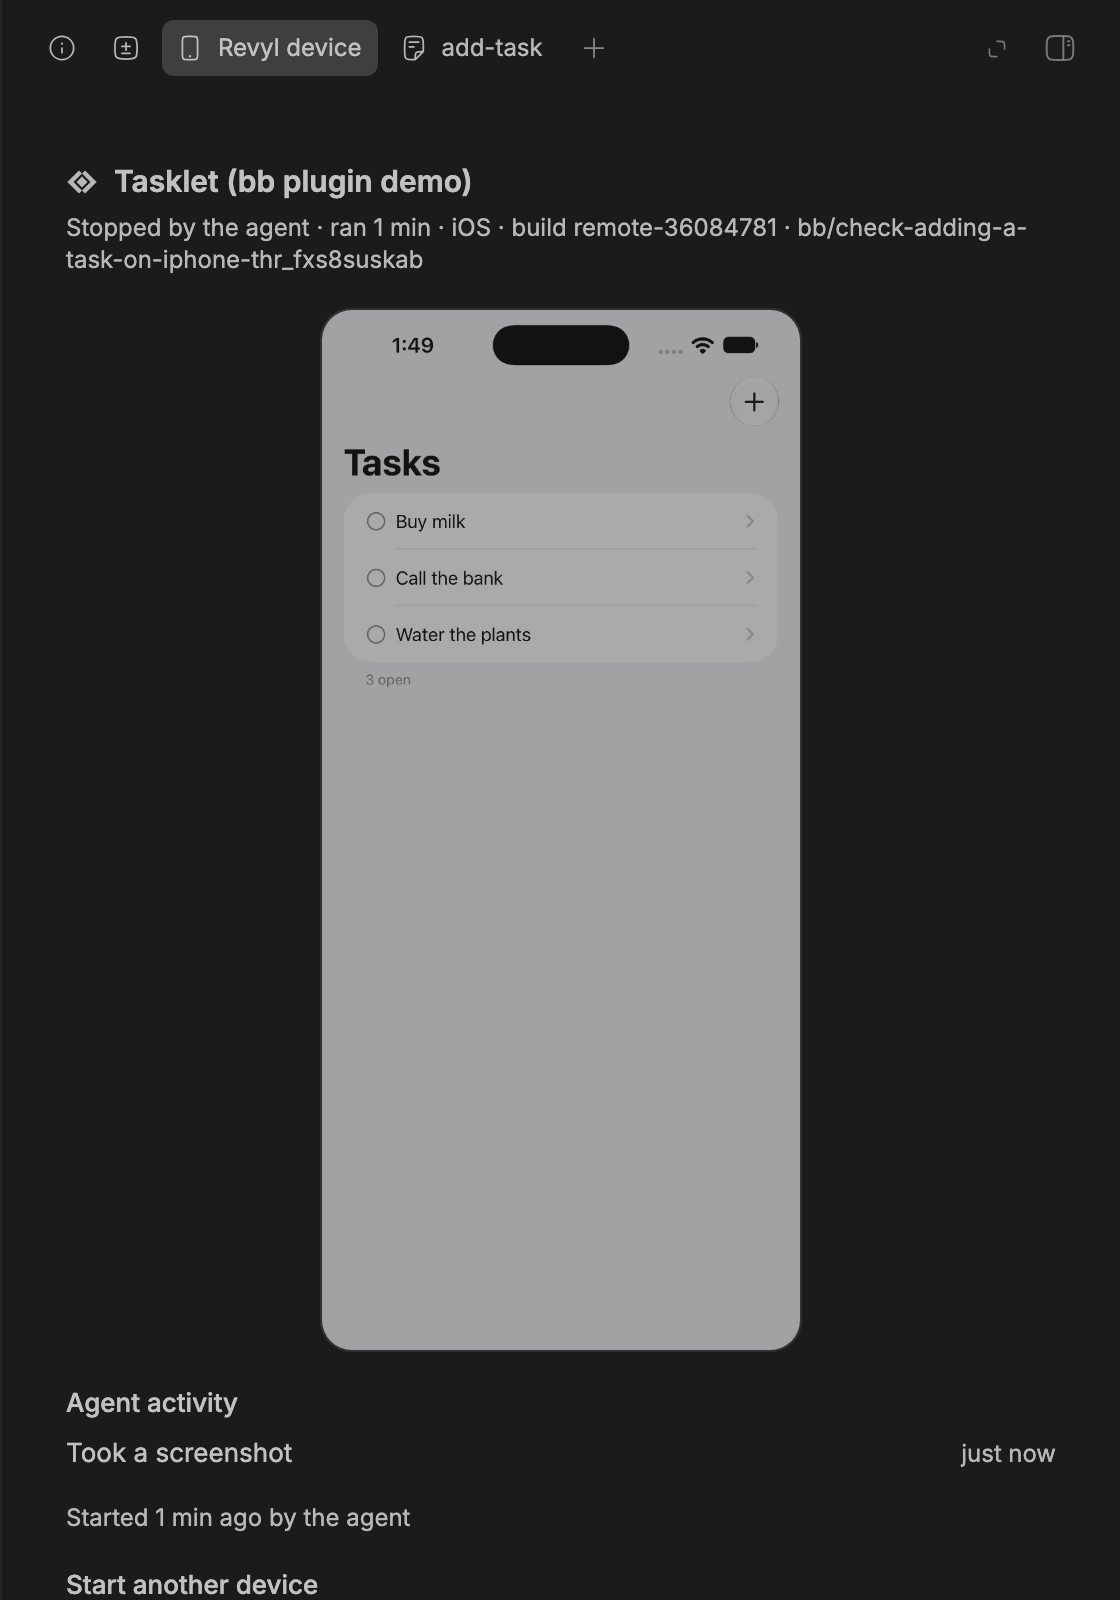 Revyl device
add-task
Tasklet (bb plugin demo)
Stopped by the agent · ran 1 min · iOS · build remote-36084781 · bb/check-adding-a-
task-on-iphone-thr_fxs8suskab
1:49
Tasks
Buy milk
Call the bank
Water the plants
3 open
Agent activity
Took a screenshot
just now
Started 1 min ago by the agent
Start another device